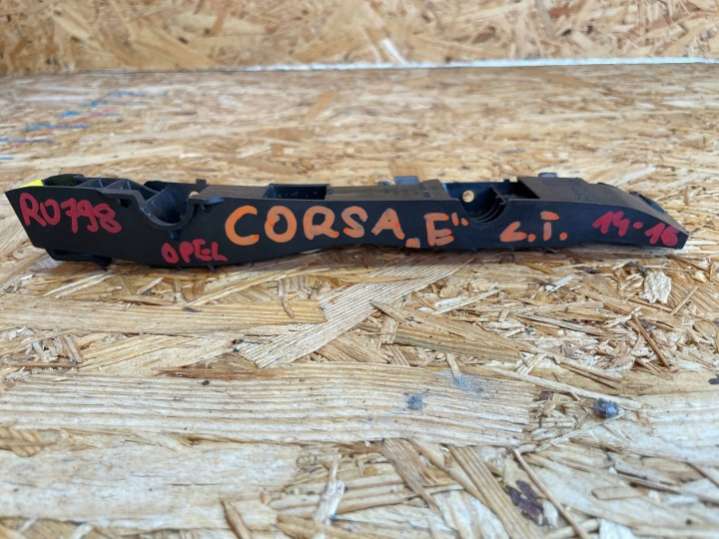 RO798 OPEL CORSA „E" L.T. 14-16